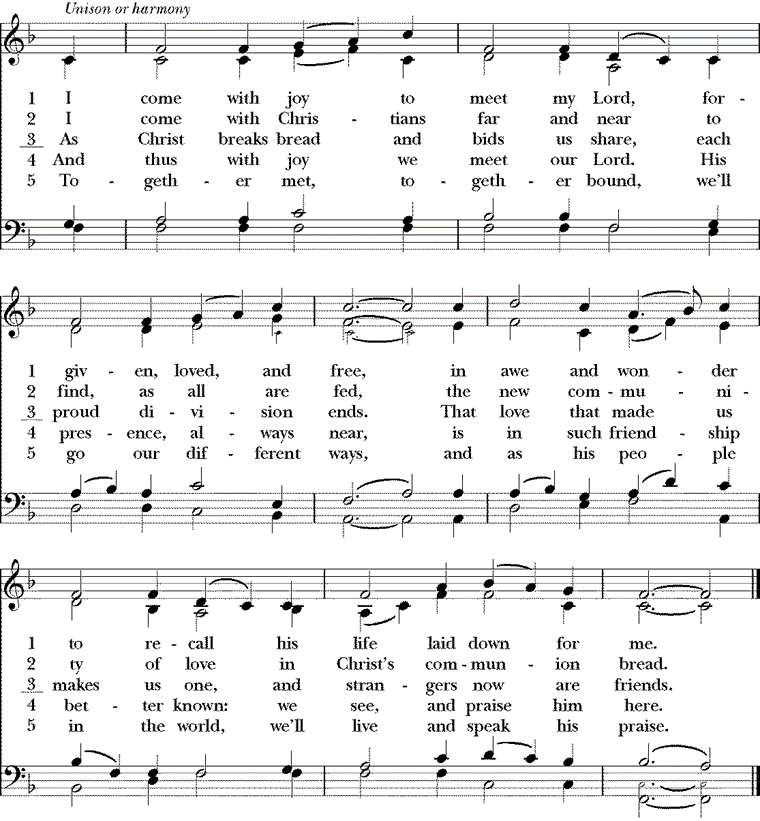 Unison or harmony
1 I come with joy to meet my Lord, for-
2 I come with Chris - tians far and near to
3 As Christ breaks bread and bids us share, each
4 And thus with joy we meet our Lord. His
5 To - geth - er met, to - geth - er bound, we'll
1 giv - en, loved, and free, in awe and won - der
2 find, as all are fed, the new com - mu - ni-
3 proud di - vi - sion ends. That love that made us
4 pres - ence, al - ways near, is in such friend - ship
5 go our dif - ferent ways, and as his peo - ple
1 to re - call his life laid down for me.
2 ty of love in Christ's com - mun - ion bread.
3 makes us one, and stran - gers now are friends.
4 bet - ter known: we see, and praise him here.
5 in the world, we'll live and speak his praise.